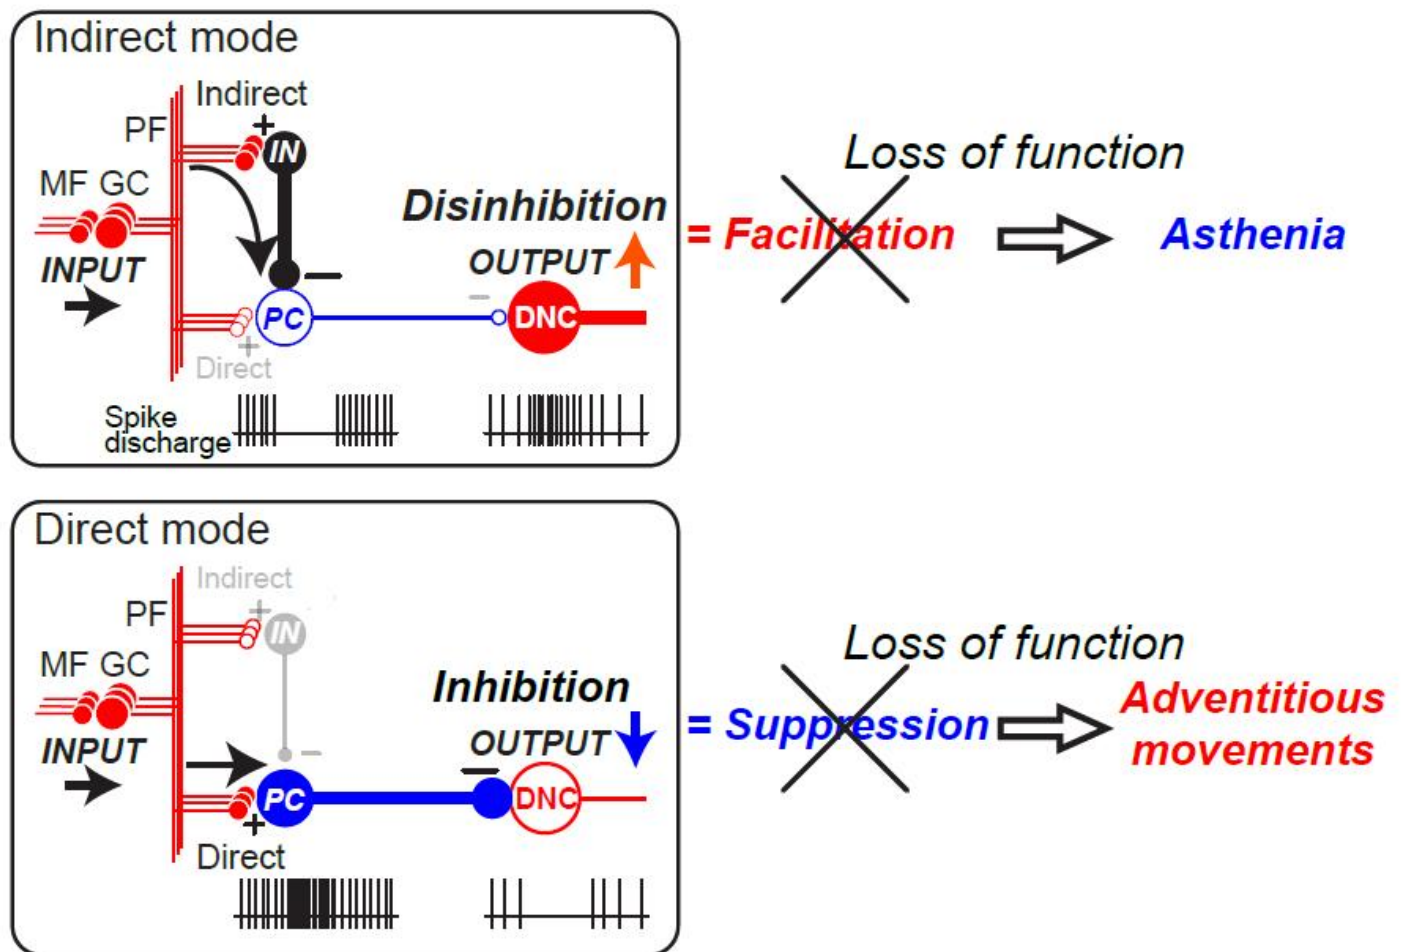 Indirect mode
Indirect
+
PF
IN
MF GC
Loss of function
Disinhibition
= Facilitation
Asthenia
INPUT
OUTPUT
−
−
PC
DNC
+
Direct
Spike
discharge
Direct mode
Indirect
+
PF
IN
MF GC
Loss of function
Inhibition
= Suppression
Adventitious
movements
INPUT
OUTPUT
−
−
PC
DNC
+
Direct